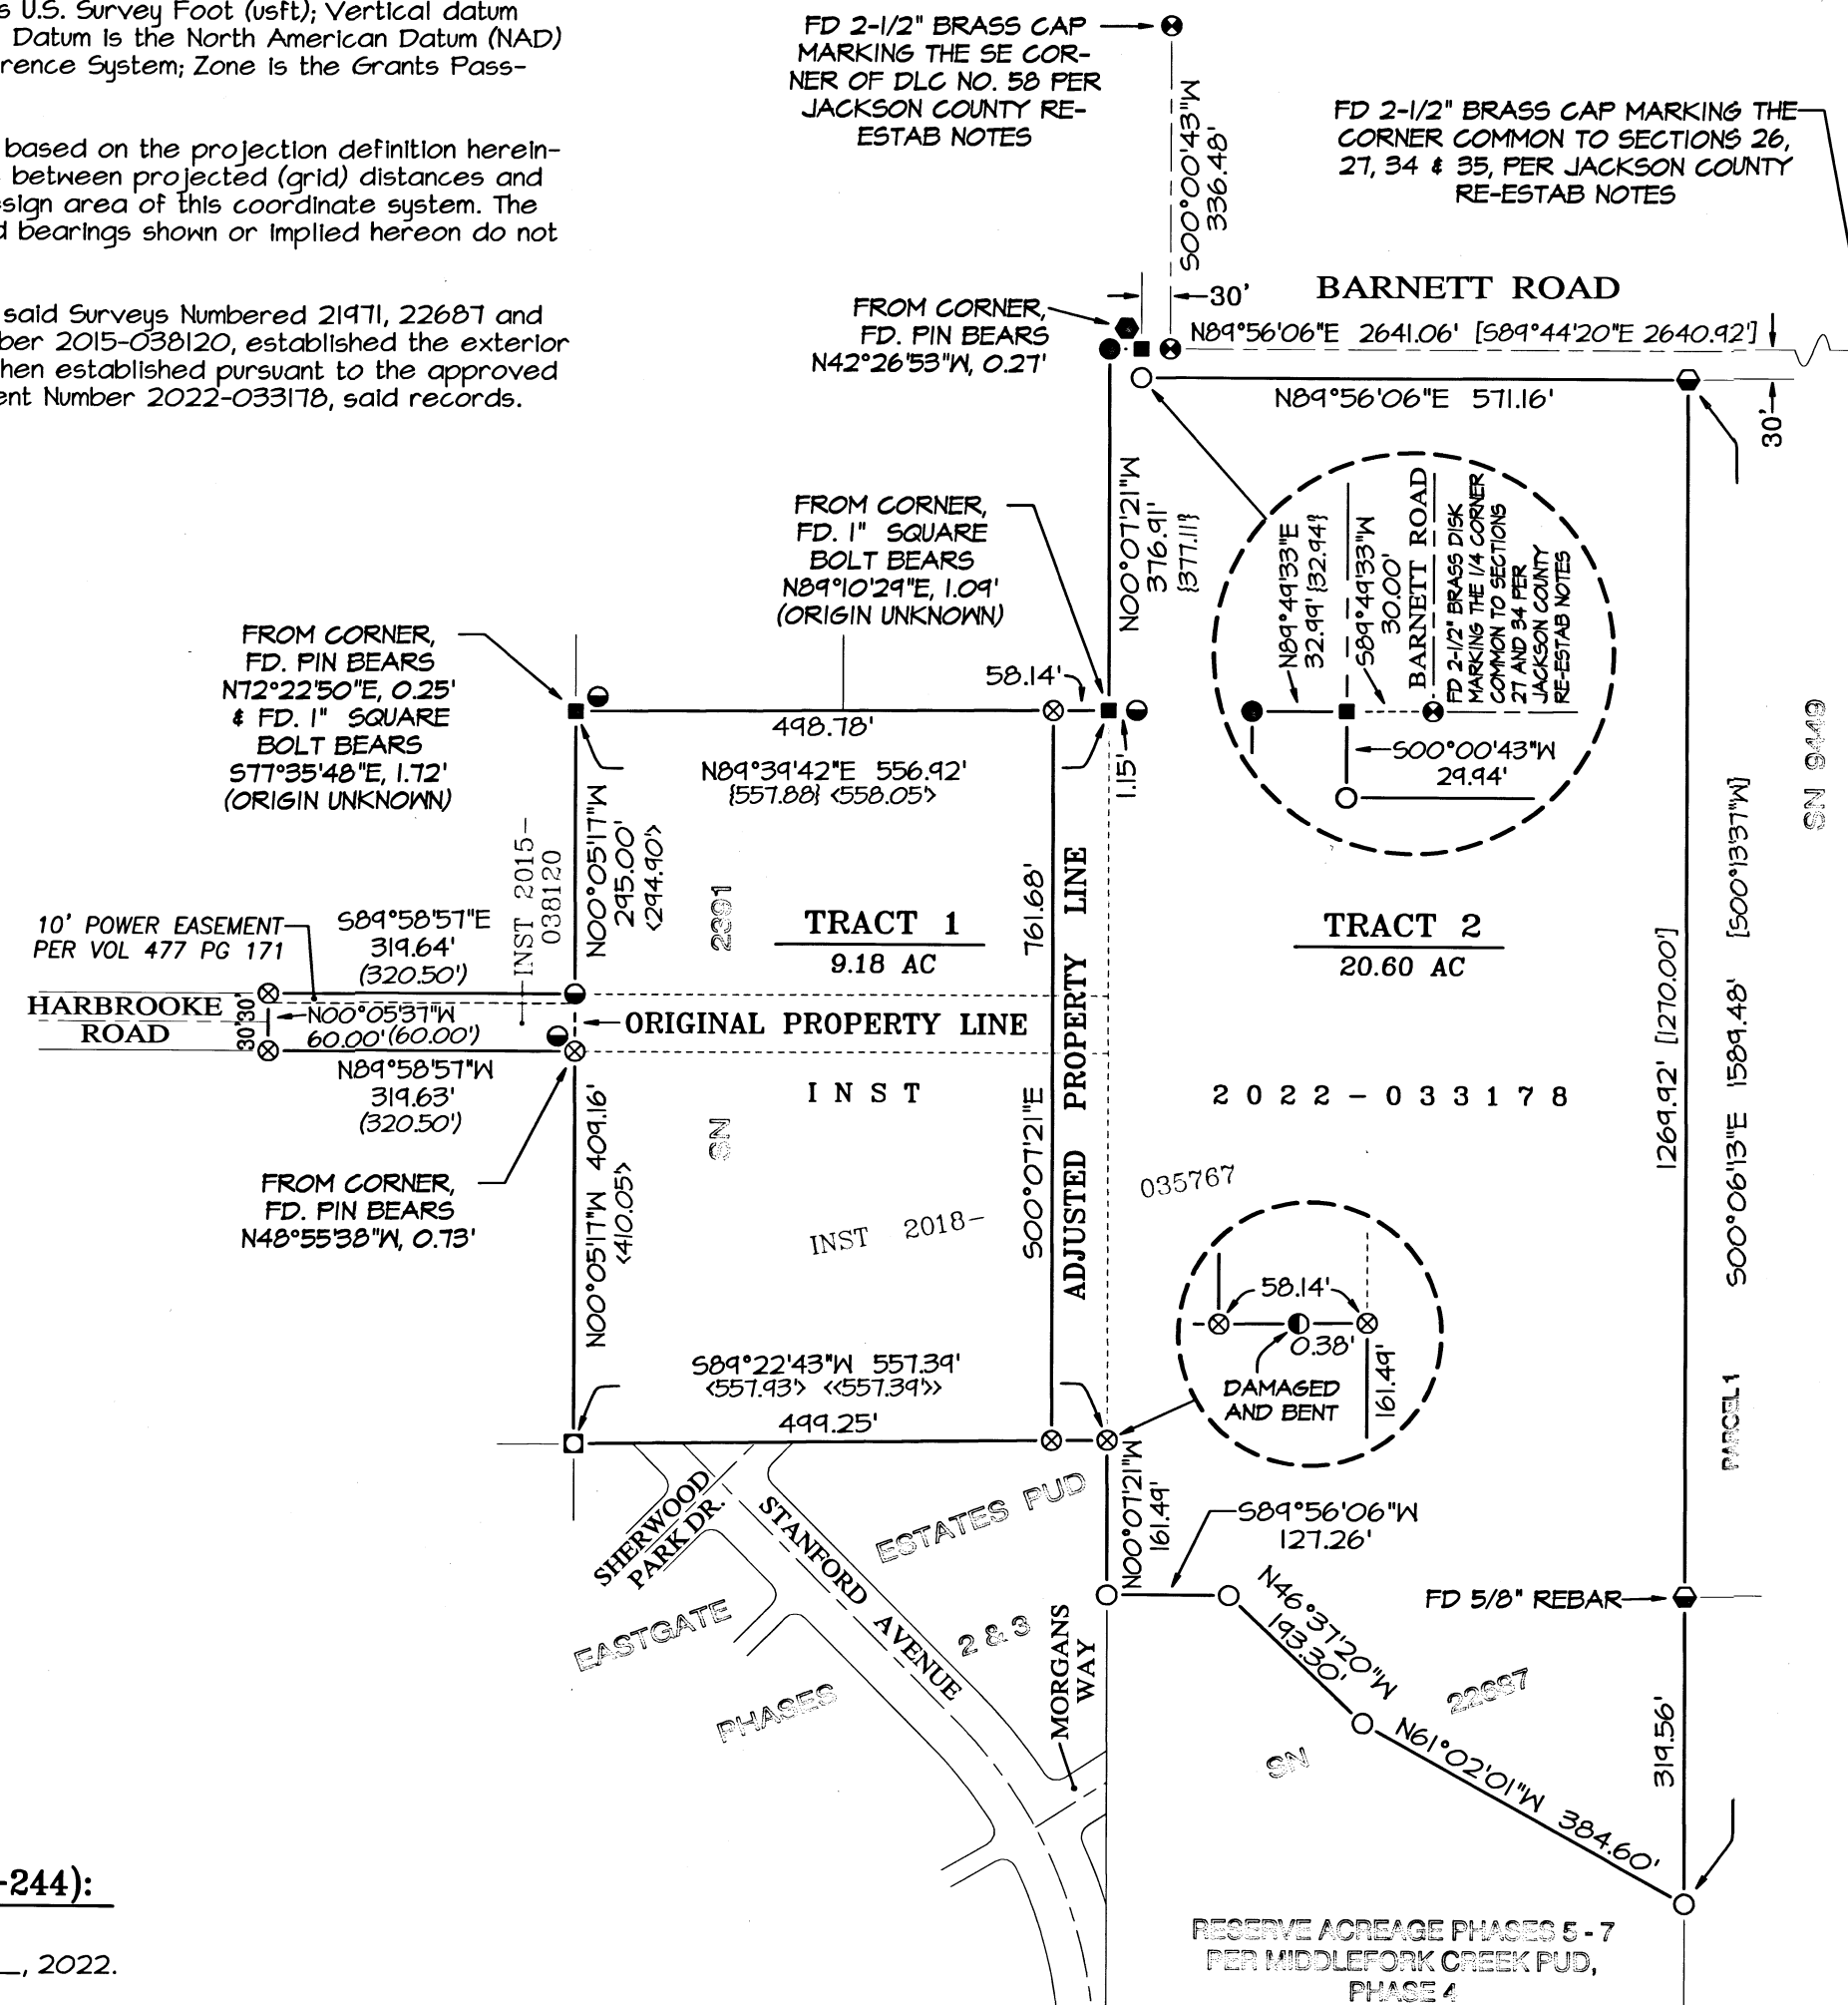 s U.S. Survey Foot (usft); Vertical datum
Datum is the North American Datum (NAD)
rence System; Zone is the Grants Pass-
based on the projection definition herein-
between projected (grid) distances and
sign area of this coordinate system. The
d bearings shown or implied hereon do not
said Surveys Numbered 21971, 22687 and
ber 2015-038120, established the exterior
hen established pursuant to the approved
ent Number 2022-033178, said records.
FD 2-1/2" BRASS CAP
MARKING THE SE COR-
NER OF DLC NO. 58 PER
JACKSON COUNTY RE-
ESTAB NOTES
S00°00'43"W
336.48'
FD 2-1/2" BRASS CAP MARKING THE
CORNER COMMON TO SECTIONS 26,
27, 34 & 35, PER JACKSON COUNTY
RE-ESTAB NOTES
30'
BARNETT ROAD
FROM CORNER,
FD. PIN BEARS
N42°26'53"W, 0.27'
N89°56'06"E 2641.06' [S89°44'20"E 2640.92']
N89°56'06"E 571.16'
30'
N00°07'21"W
376.91'
{377.11}
FROM CORNER,
FD. 1" SQUARE
BOLT BEARS
N89°10'29"E, 1.09'
(ORIGIN UNKNOWN)
N89°49'33"E
32.99' {32.94}
S89°49'33"W
30.00'
BARNETT ROAD
FD 2-1/2" BRASS DISK
MARKING THE 1/4 CORNER
COMMON TO SECTIONS
27 AND 34 PER
JACKSON COUNTY
RE-ESTAB NOTES
S00°00'43"W
29.94'
FROM CORNER,
FD. PIN BEARS
N72°22'50"E, 0.25'
& FD. 1" SQUARE
BOLT BEARS
S77°35'48"E, 1.72'
(ORIGIN UNKNOWN)
58.14'
498.78'
N89°39'42"E 556.92'
{557.88} <558.05'>
1.15'
N00°05'17"W
295.00'
<294.90'>
INST 2015-
038120
2391
TRACT 1
9.18 AC
761.68'
ADJUSTED PROPERTY LINE
TRACT 2
20.60 AC
SN 9449
10' POWER EASEMENT
PER VOL 477 PG 171
S89°58'57"E
319.64'
(320.50')
HARBROOKE
ROAD
30'
30'
N00°05'37"W
60.00'(60.00')
ORIGINAL PROPERTY LINE
N89°58'57"W
319.63'
(320.50')
INST
2022-033178
1269.92' [1270.00']
S00°06'13"E 1589.48' [S00°13'37"W]
SN
S00°07'21"E
N00°05'17"W 409.16'
<410.05'>
FROM CORNER,
FD. PIN BEARS
N48°55'38"W, 0.73'
035767
INST 2018-
58.14'
0.38'
DAMAGED
AND BENT
161.49'
S89°22'43"W 557.39'
<557.93'> <<557.39'>>
499.25'
PARCEL 1
N00°07'21"W
161.49'
S89°56'06"W
127.26'
SHERWOOD
PARK DR.
STANFORD AVENUE
ESTATES PUD
EASTGATE
2 & 3
PHASES
MORGANS
WAY
N46°37'20"W
193.30'
FD 5/8" REBAR
22687
SN
N61°02'01"W 384.60'
319.56'
RESERVE ACREAGE PHASES 5 - 7
PER MIDDLEFORK CREEK PUD,
PHASE 4
-244):
, 2022.